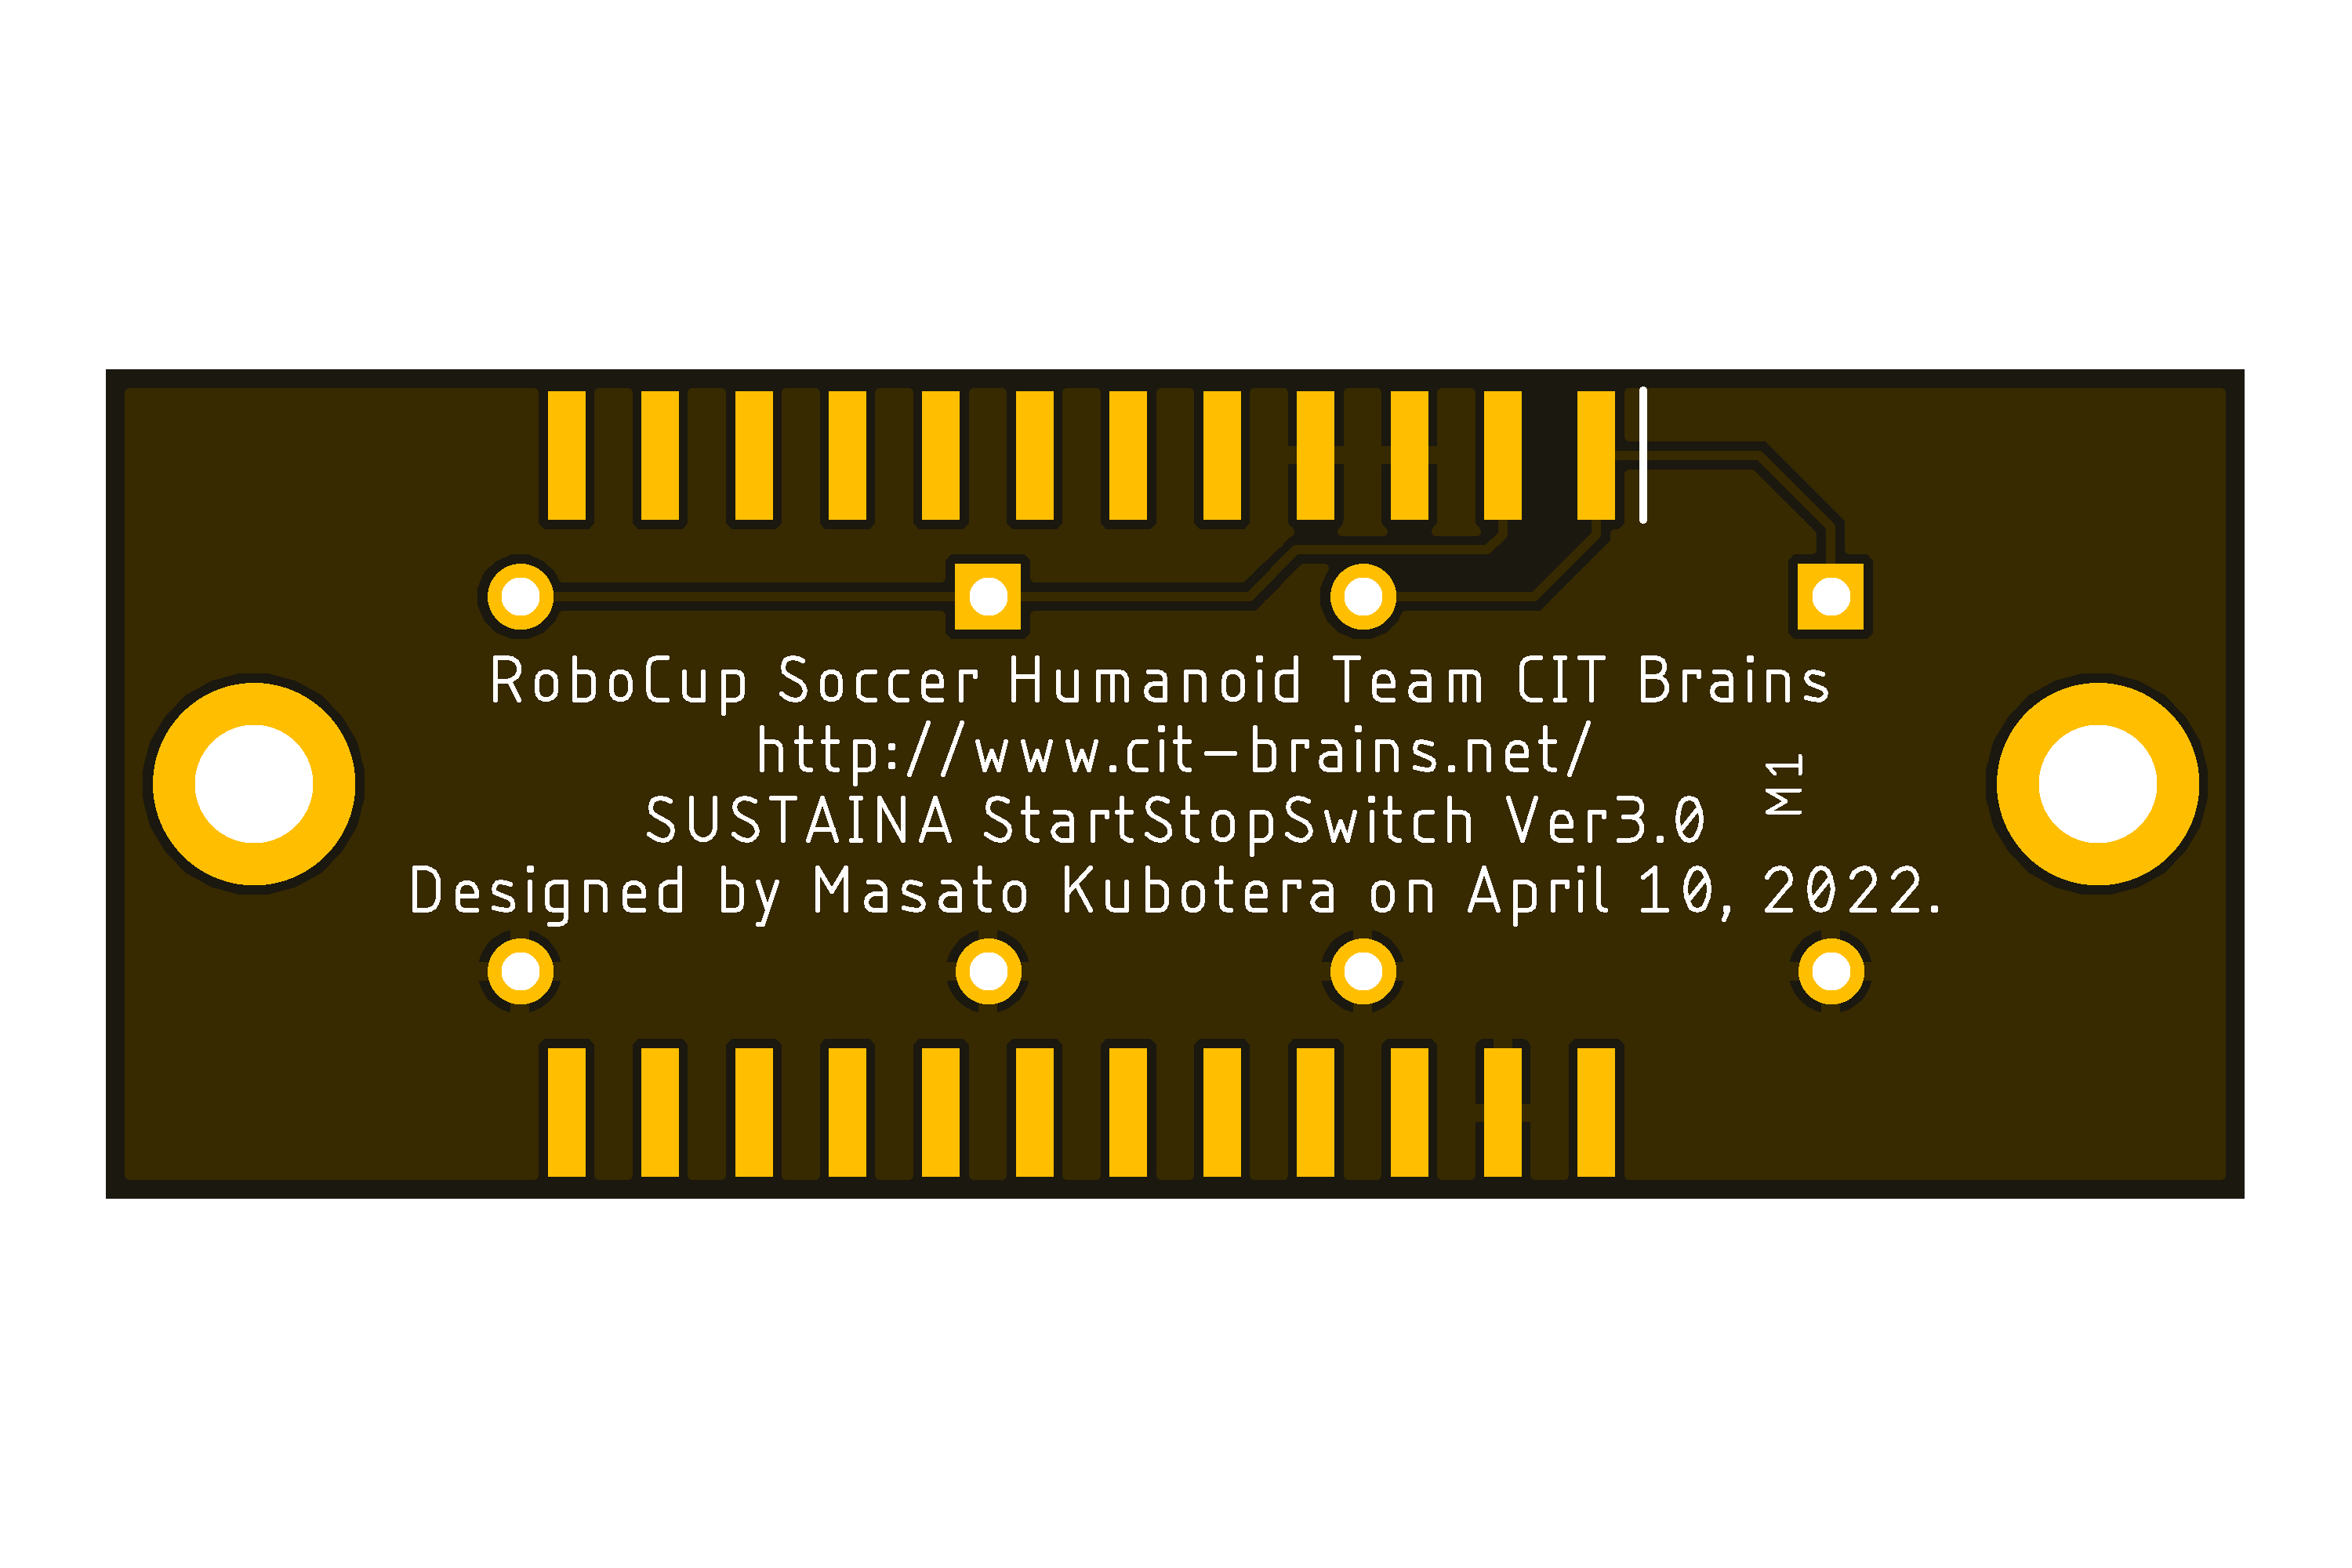 RoboCup Soccer Humanoid Team CIT Brains
http://www.cit-brains.net/
M1
SUSTAINA StartStopSwitch Ver3.0
Designed by Masato Kubotera on April 10, 2022.